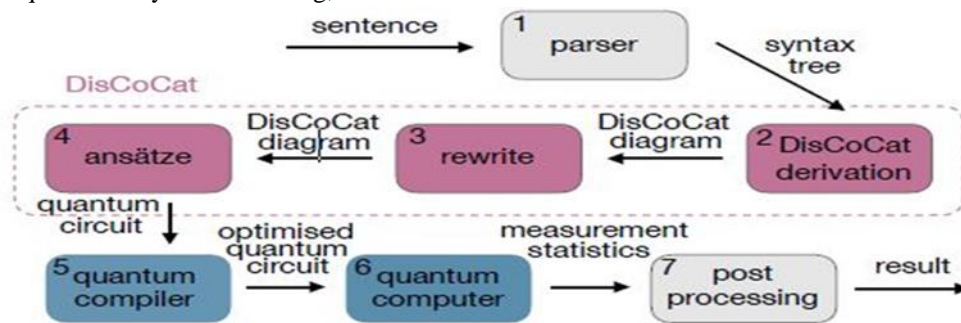 sentence
1
parser
syntax
tree
DisCoCat
4
ansätze
DisCoCat
diagram
3
rewrite
DisCoCat
diagram
2 DisCoCat
derivation
quantum
circuit
5 quantum
compiler
optimised
quantum
circuit
6 quantum
computer
measurement
statistics
7
post
processing
result